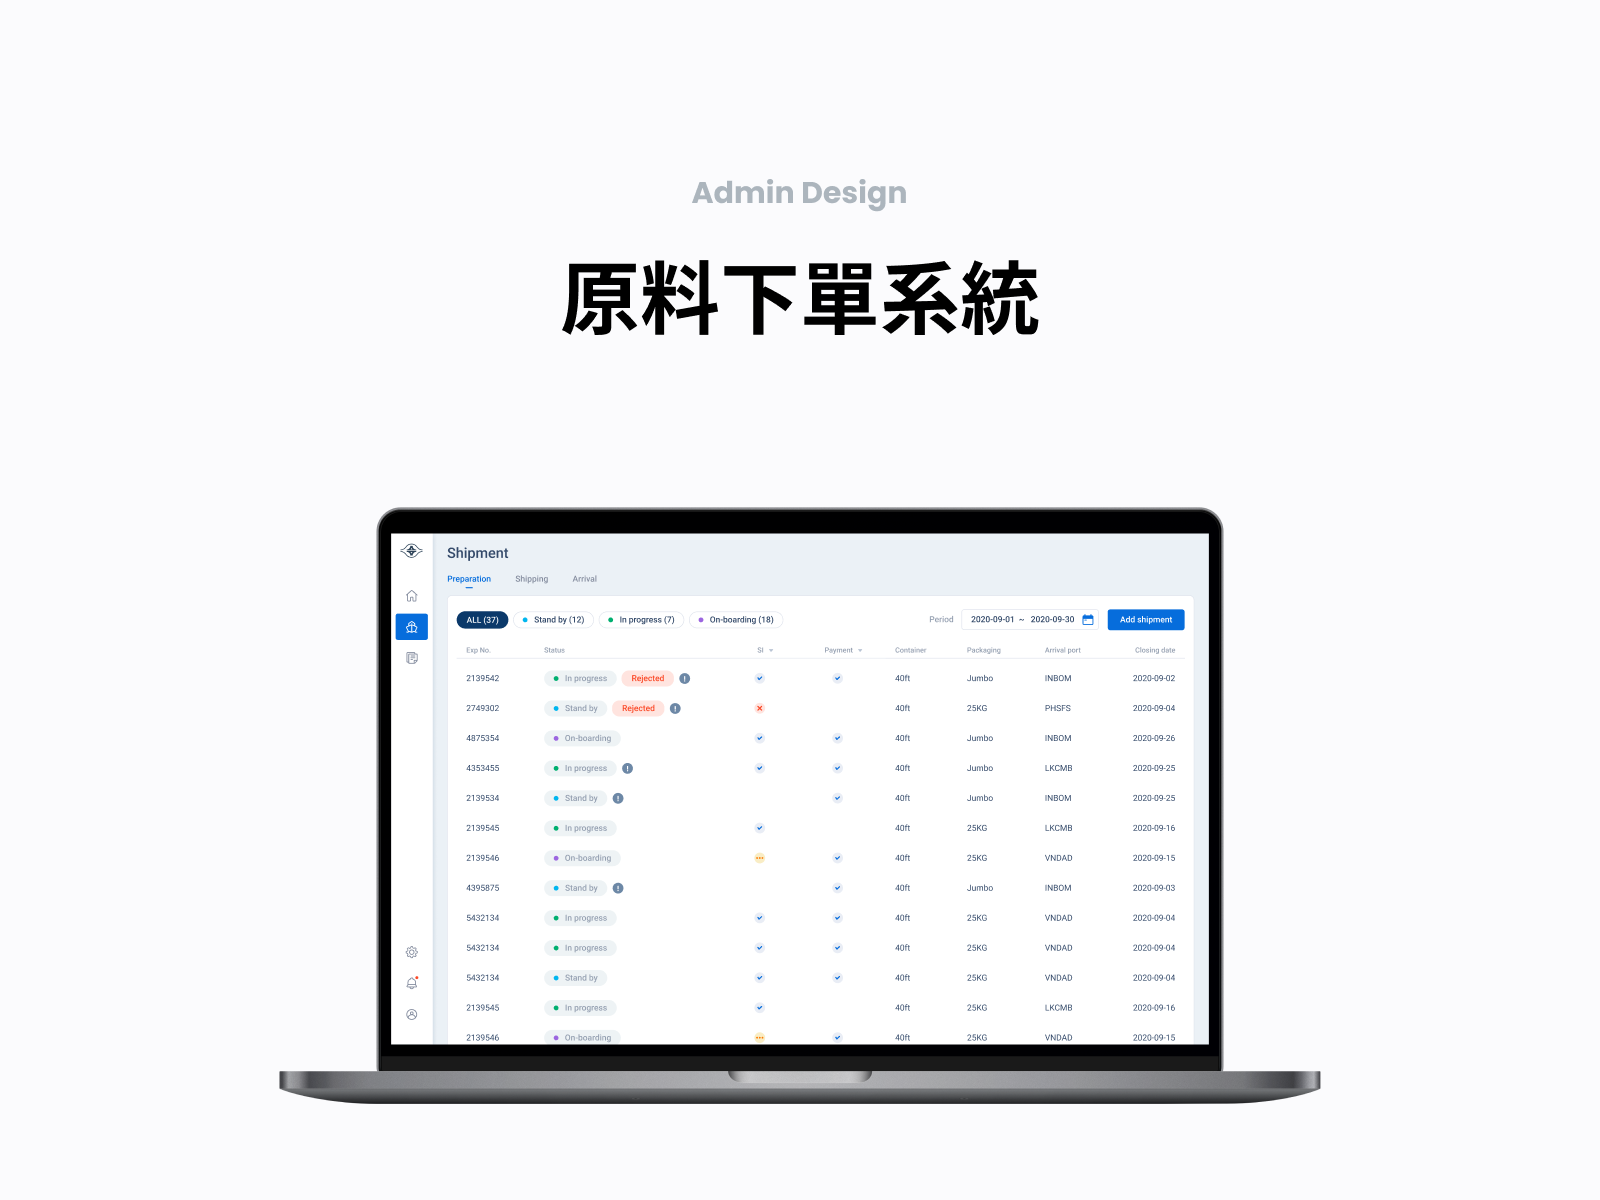 Admin Design
原料下單系統
Shipment
Preparation Shipping Arrival
ALL (37) Stand by (12) In progress (7) On-boarding (18) Period 2020-09-01 ~ 2020-09-30 Add shipment
Exp No. Status SI Payment Container Packaging Arrival port Closing date
2139542 In progress Rejected ! 40ft Jumbo INBOM 2020-09-02
2749302 Stand by Rejected ! 40ft 25KG PHSFS 2020-09-04
4875354 On-boarding 40ft Jumbo INBOM 2020-09-26
4353455 In progress ! 40ft Jumbo LKCMB 2020-09-25
2139534 Stand by ! 40ft Jumbo INBOM 2020-09-25
2139545 In progress 40ft 25KG LKCMB 2020-09-16
2139546 On-boarding 40ft 25KG VNDAD 2020-09-15
4395875 Stand by ! 40ft Jumbo INBOM 2020-09-03
5432134 In progress 40ft 25KG VNDAD 2020-09-04
5432134 In progress 40ft 25KG VNDAD 2020-09-04
5432134 Stand by 40ft 25KG VNDAD 2020-09-04
2139545 In progress 40ft 25KG LKCMB 2020-09-16
2139546 On-boarding 40ft 25KG VNDAD 2020-09-15